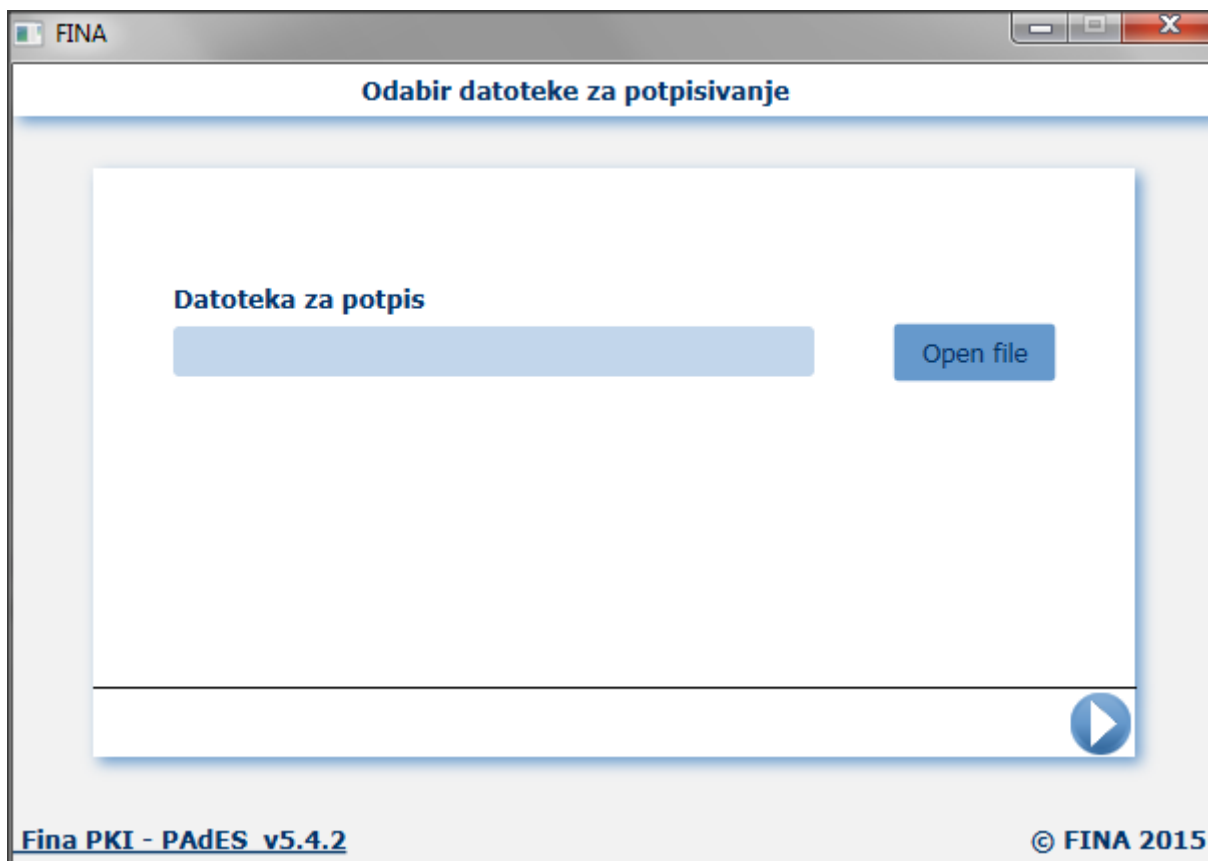 FINA
Odabir datoteke za potpisivanje
Datoteka za potpis
Open file
Fina PKI - PAdES v5.4.2
© FINA 2015